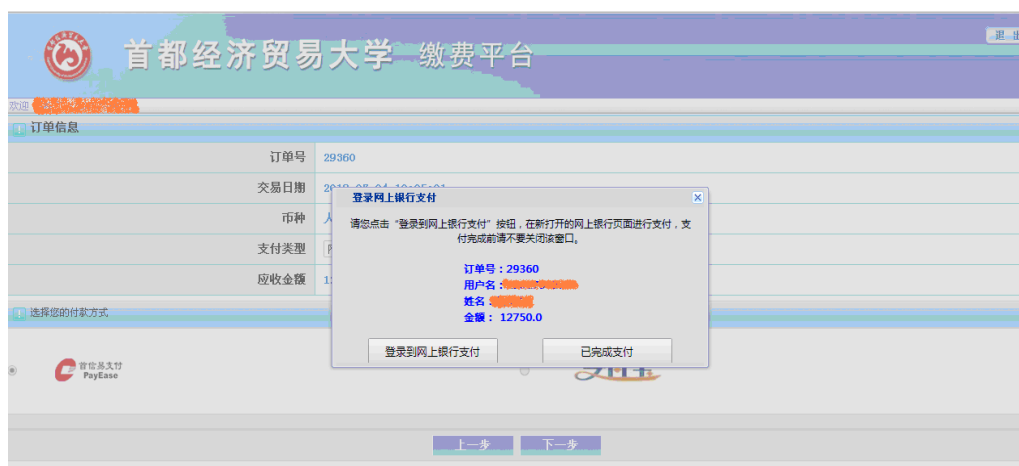 首都经济贸易大学 缴费平台
退 出
欢迎
订单信息
订单号 29360
交易日期
币种
支付类型
应收金额
选择您的付款方式
首信易支付
PayEase
支付宝
登录网上银行支付
请您点击“登录到网上银行支付”按钮，在新打开的网上银行页面进行支付，支
付完成前请不要关闭该窗口。
订单号：29360
用户名：
姓名：
金额： 12750.0
登录到网上银行支付 已完成支付
上一步 下一步